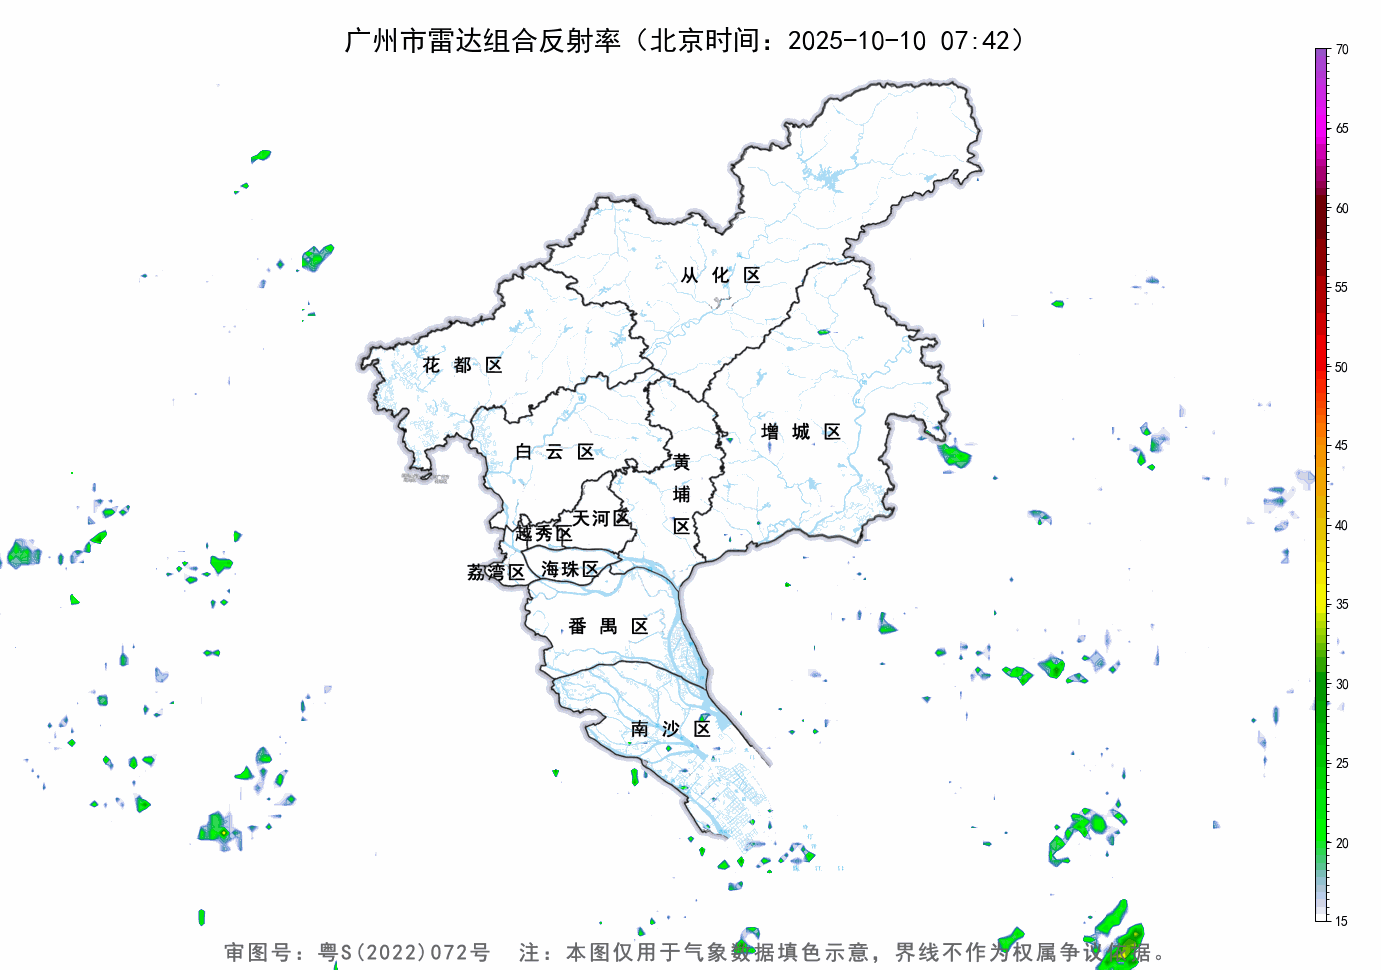 广州市雷达组合反射率（北京时间：2025-10-10 07:42）
70
65
60
55
50
45
40
35
30
25
20
15
从化区
花都区
增城区
白云区
黄埔区
天河区
越秀区
荔湾区
海珠区
番禺区
南沙区
审图号：粤S(2022)072号 注：本图仅用于气象数据填色示意，界线不作为权属争议依据。